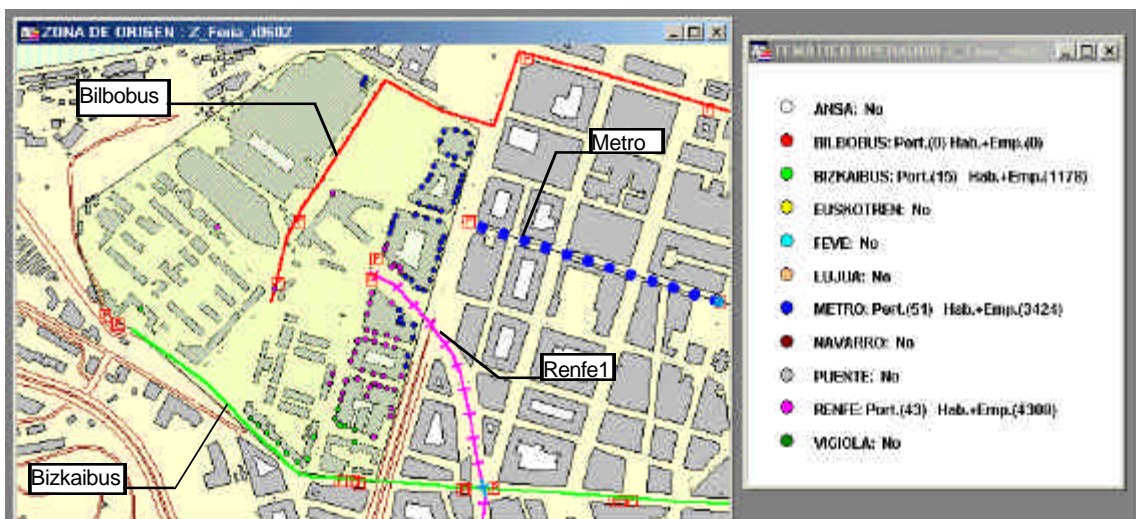 ZONA DE ORIGEN : Z_Feria_r0602
Bilbobus
Metro
Renfe1
Bizkaibus
ANSA: No
BILBOBUS: Port.(0) Hab.+Emp.(0)
BIZKAIBUS: Port.(15) Hab.+Emp.(1178)
EUSKOTREN: No
FEVE: No
LUJUA: No
METRO: Port.(51) Hab.+Emp.(3424)
NAVARRO: No
PUENTE: No
RENFE: Port.(43) Hab.+Emp.(4309)
VIGIOLA: No